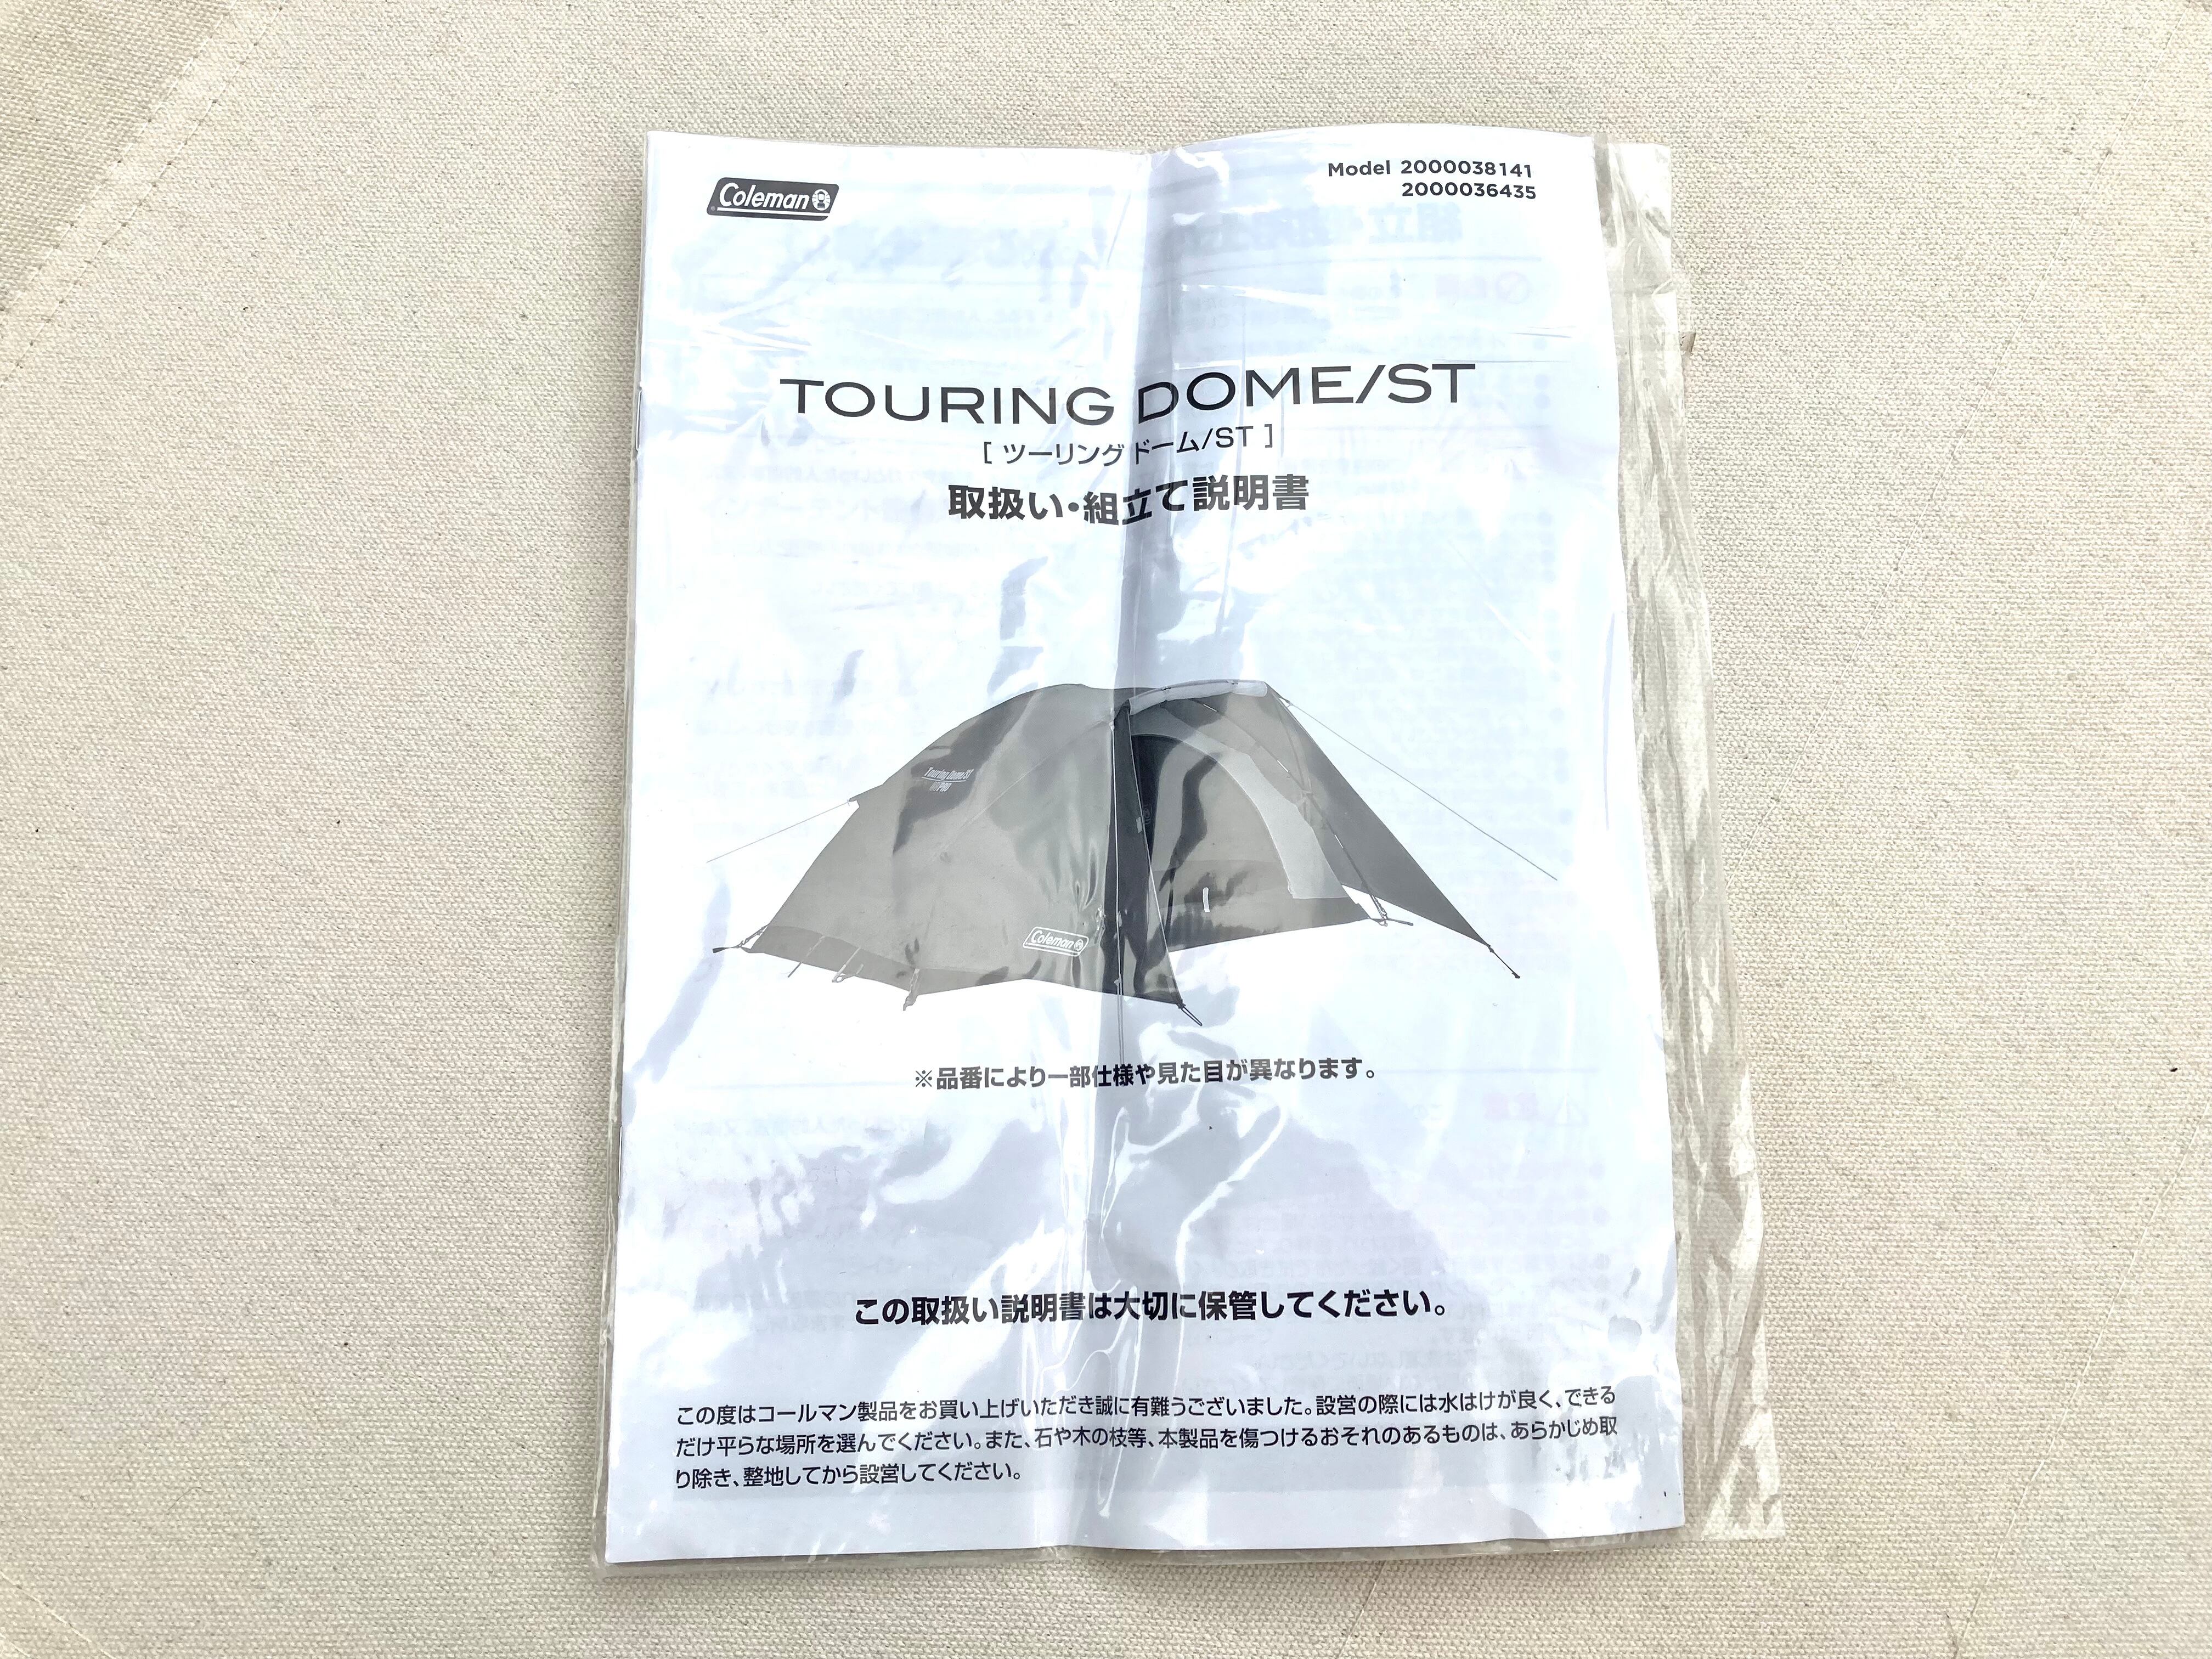 Coleman
Model 2000038141
2000036435
TOURING DOME/ST
[ ツーリングドーム/ST ]
取扱い・組立て説明書
Touring Dome/ST
Coleman
※品番により一部仕様や見た目が異なります。
この取扱い説明書は大切に保管してください。
この度はコールマン製品をお買い上げいただき誠に有難うございました。設営の際には水はけが良く、できる
だけ平らな場所を選んでください。また、石や木の枝等、本製品を傷つけるおそれのあるものは、あらかじめ取
り除き、整地してから設営してください。